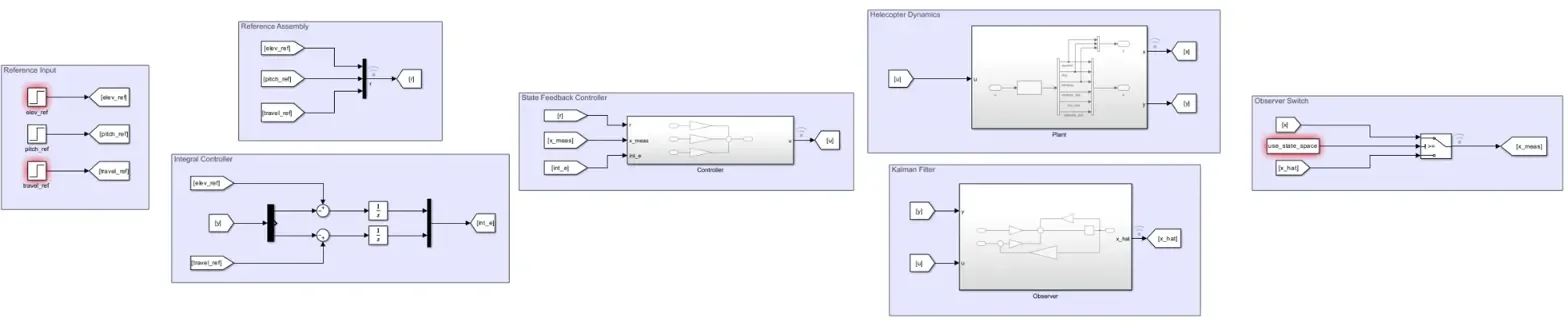 Reference Input
elev_ref
[elev_ref]
pitch_ref
[pitch_ref]
travel_ref
[travel_ref]
Reference Assembly
[elev_ref]
[pitch_ref]
[travel_ref]
r
[r]
Integral Controller
[elev_ref]
[y]
[travel_ref]
1
s
1
s
[int_e]
State Feedback Controller
[r]
[x_meas]
[int_e]
r
x_meas
int_e
u
[u]
Controller
Helecopter Dynamics
[u]
u
x
y
[x]
[y]
Plant
Kalman Filter
[y]
[u]
y
u
x_hat
[x_hat]
Observer
Observer Switch
[x]
use_state_space
[x_hat]
>=
[x_meas]